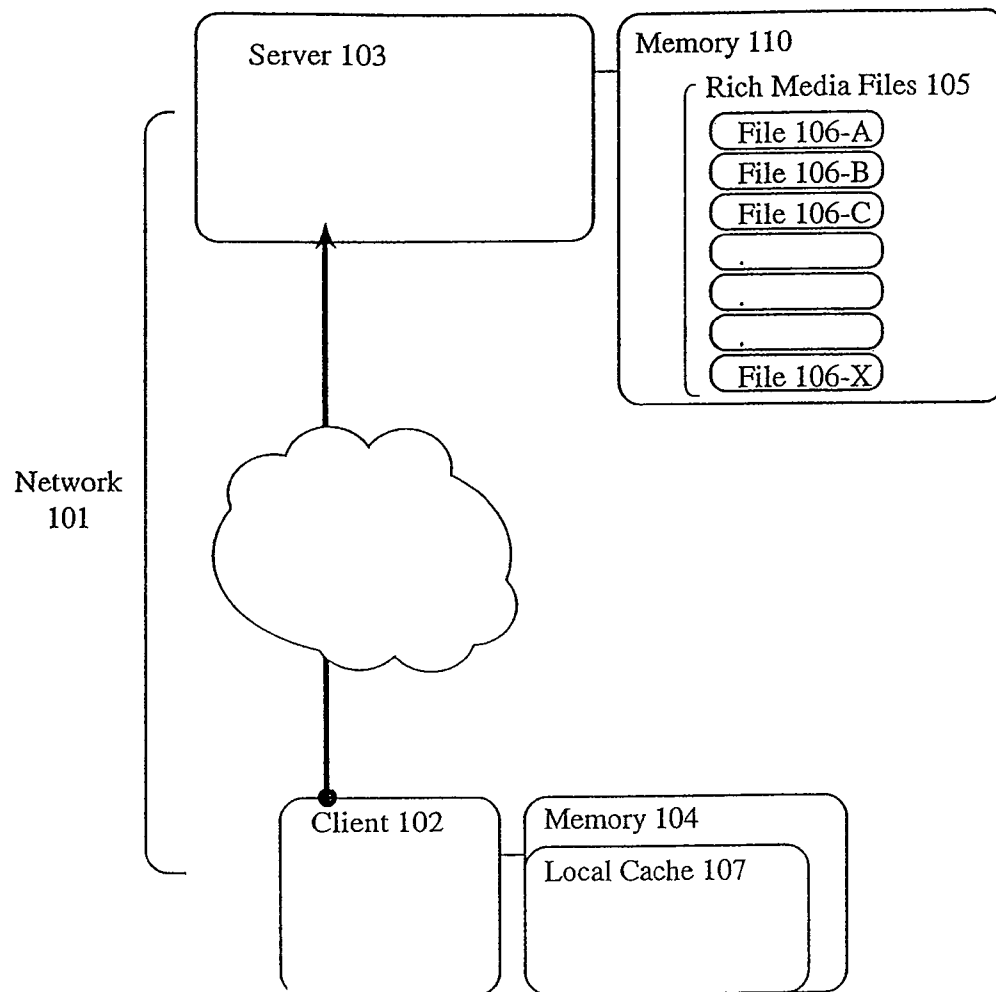 Server 103
Memory 110
Rich Media Files 105
File 106-A
File 106-B
File 106-C
.
.
.
File 106-X
Network
101
Client 102
Memory 104
Local Cache 107